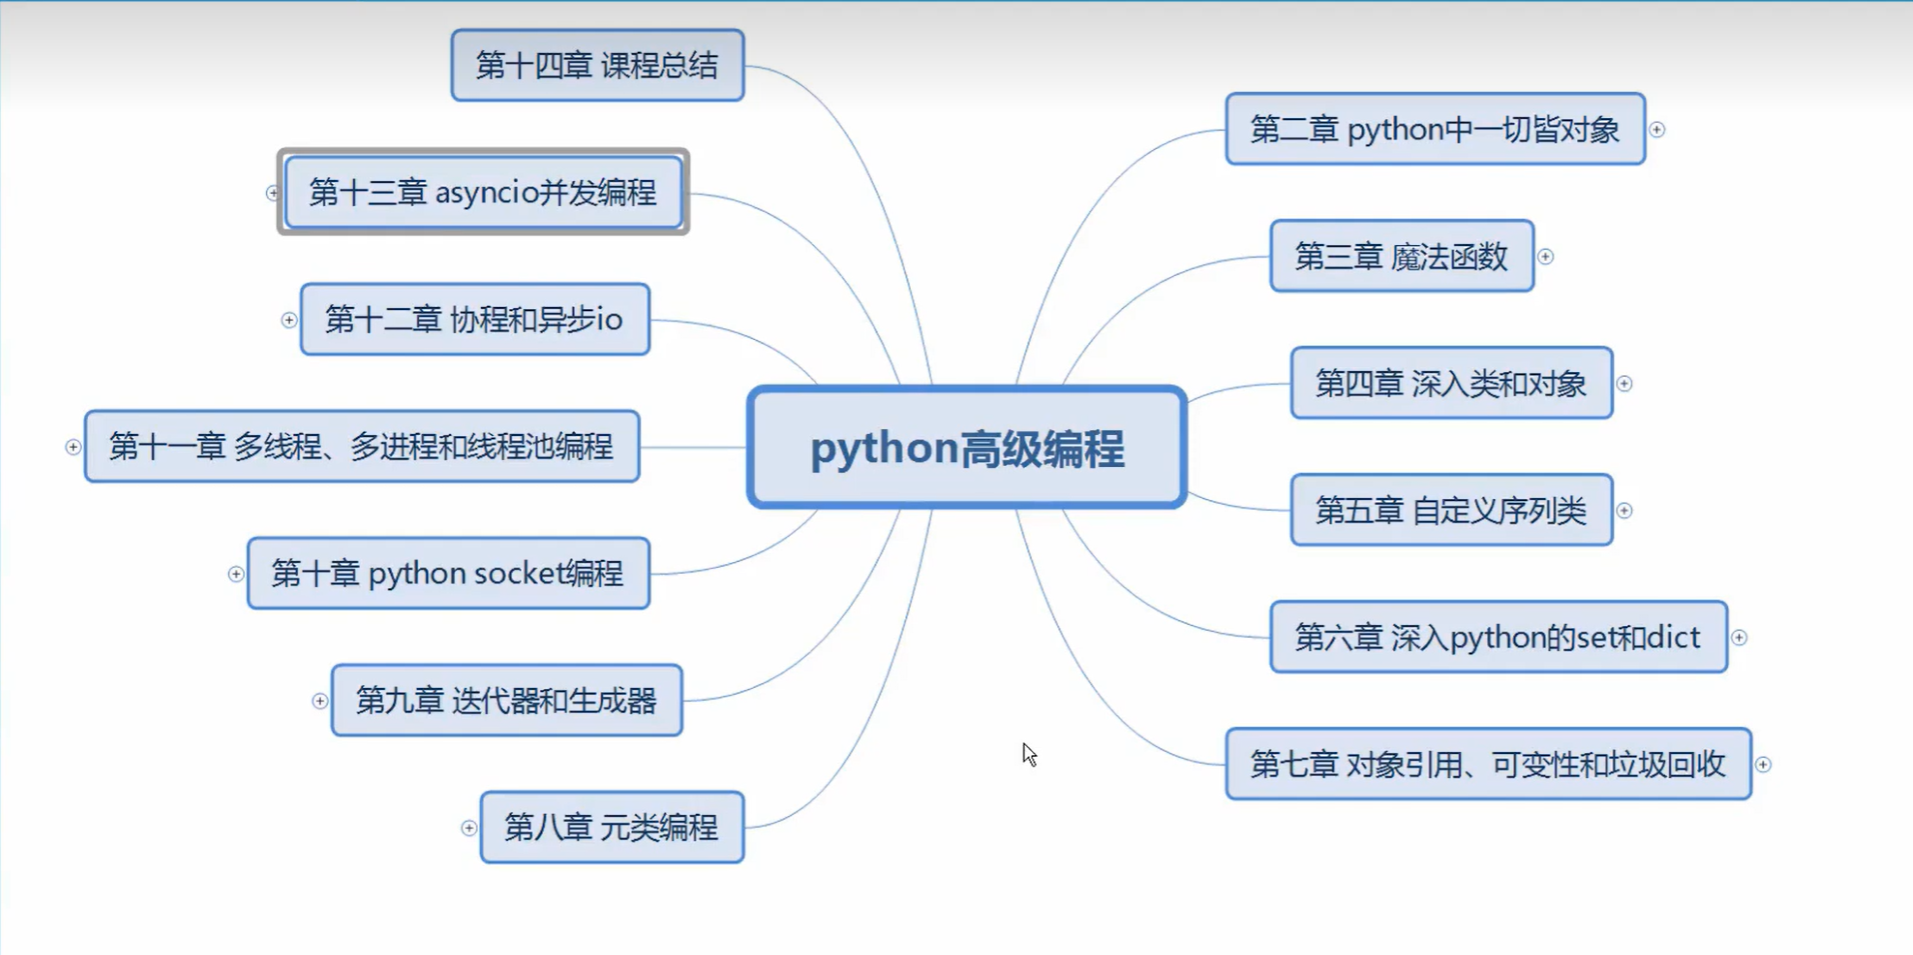 python高级编程
第二章 python中一切皆对象
第三章 魔法函数
第四章 深入类和对象
第五章 自定义序列类
第六章 深入python的set和dict
第七章 对象引用、可变性和垃圾回收
第八章 元类编程
第九章 迭代器和生成器
第十章 python socket编程
第十一章 多线程、多进程和线程池编程
第十二章 协程和异步io
第十三章 asyncio并发编程
第十四章 课程总结